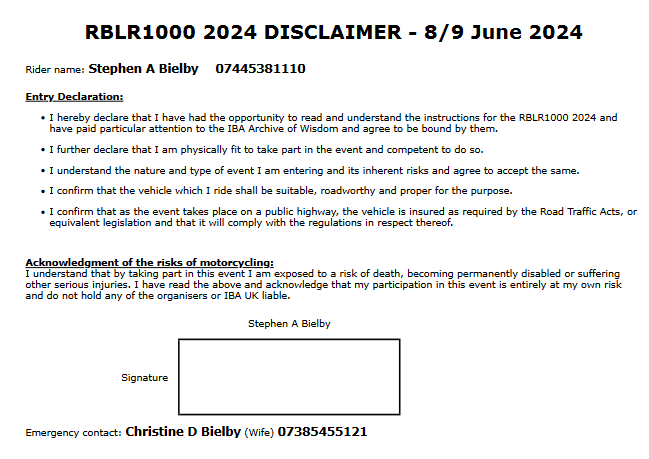 RBLR1000 2024 DISCLAIMER - 8/9 June 2024
Rider name: Stephen A Bielby 07445381110
Entry Declaration:
• I hereby declare that I have had the opportunity to read and understand the instructions for the RBLR1000 2024 and
have paid particular attention to the IBA Archive of Wisdom and agree to be bound by them.
• I further declare that I am physically fit to take part in the event and competent to do so.
• I understand the nature and type of event I am entering and its inherent risks and agree to accept the same.
• I confirm that the vehicle which I ride shall be suitable, roadworthy and proper for the purpose.
• I confirm that as the event takes place on a public highway, the vehicle is insured as required by the Road Traffic Acts, or
equivalent legislation and that it will comply with the regulations in respect thereof.
Acknowledgment of the risks of motorcycling:
I understand that by taking part in this event I am exposed to a risk of death, becoming permanently disabled or suffering
other serious injuries. I have read the above and acknowledge that my participation in this event is entirely at my own risk
and do not hold any of the organisers or IBA UK liable.
Stephen A Bielby
Signature
Emergency contact: Christine D Bielby (Wife) 07385455121